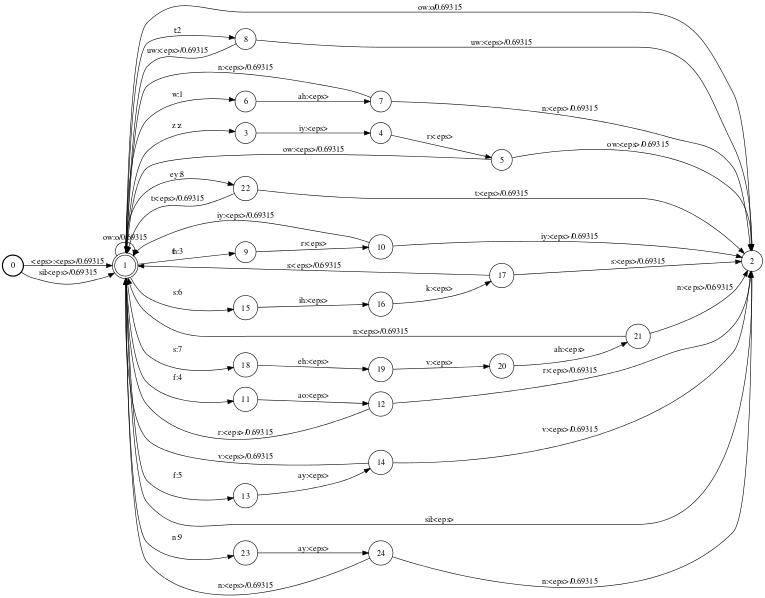 ow:o/0.69315
t:2
8
uw:<eps>/0.69315
uw:<eps>/0.69315
n:<eps>/0.69315
w:1
6
ah:<eps>
7
n:<eps>/0.69315
z:z
3
iy:<eps>
4
r:<eps>
5
ow:<eps>/0.69315
ow:<eps>/0.69315
ey:8
22
t:<eps>/0.69315
t:<eps>/0.69315
iy:<eps>/0.69315
ow:o/0.69315
th:3
9
r:<eps>
10
iy:<eps>/0.69315
0
<eps>:<eps>/0.69315
sil:<eps>/0.69315
1
2
s:<eps>/0.69315
17
s:<eps>/0.69315
s:6
15
ih:<eps>
16
k:<eps>
n:<eps>/0.69315
n:<eps>/0.69315
21
s:7
18
eh:<eps>
19
v:<eps>
20
ah:<eps>
f:4
11
ao:<eps>
12
r:<eps>/0.69315
r:<eps>/0.69315
v:<eps>/0.69315
14
v:<eps>/0.69315
f:5
13
ay:<eps>
sil:<eps>
n:9
23
ay:<eps>
24
n:<eps>/0.69315
n:<eps>/0.69315